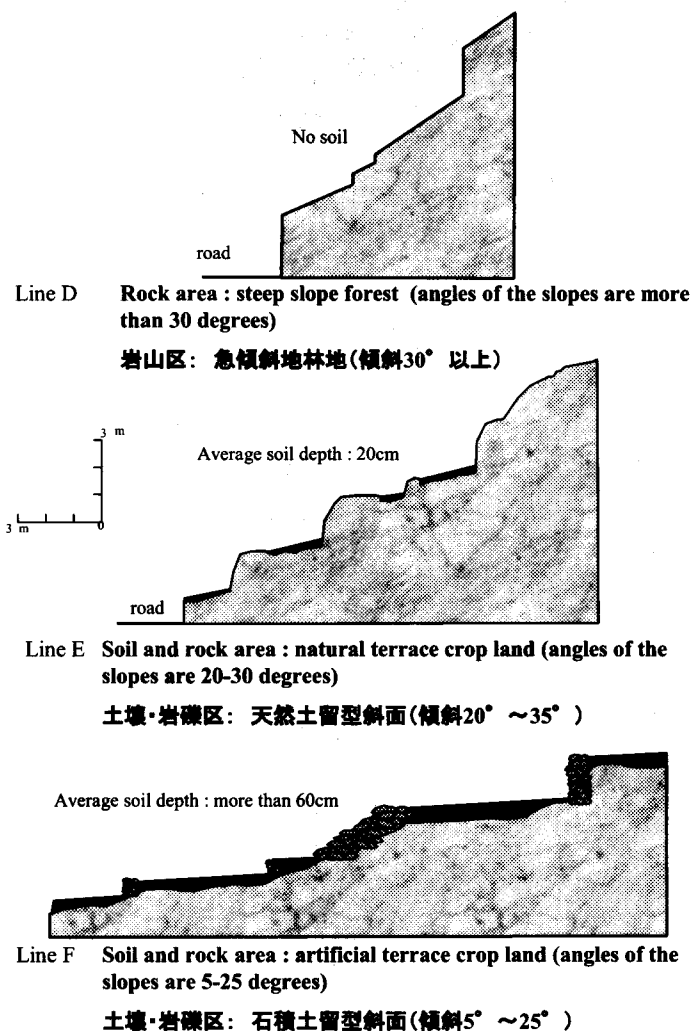 No soil
road
Line D Rock area : steep slope forest (angles of the slopes are more
than 30 degrees)
岩山区: 急傾斜地林地(傾斜30° 以上)
3 m
Average soil depth : 20cm
3 m 0
road
Line E Soil and rock area : natural terrace crop land (angles of the
slopes are 20-30 degrees)
土壌・岩礫区: 天然土留型斜面(傾斜20° ～35° )
Average soil depth : more than 60cm
Line F Soil and rock area : artificial terrace crop land (angles of the
slopes are 5-25 degrees)
土壌・岩礫区: 石積土留型斜面(傾斜5° ～25° )